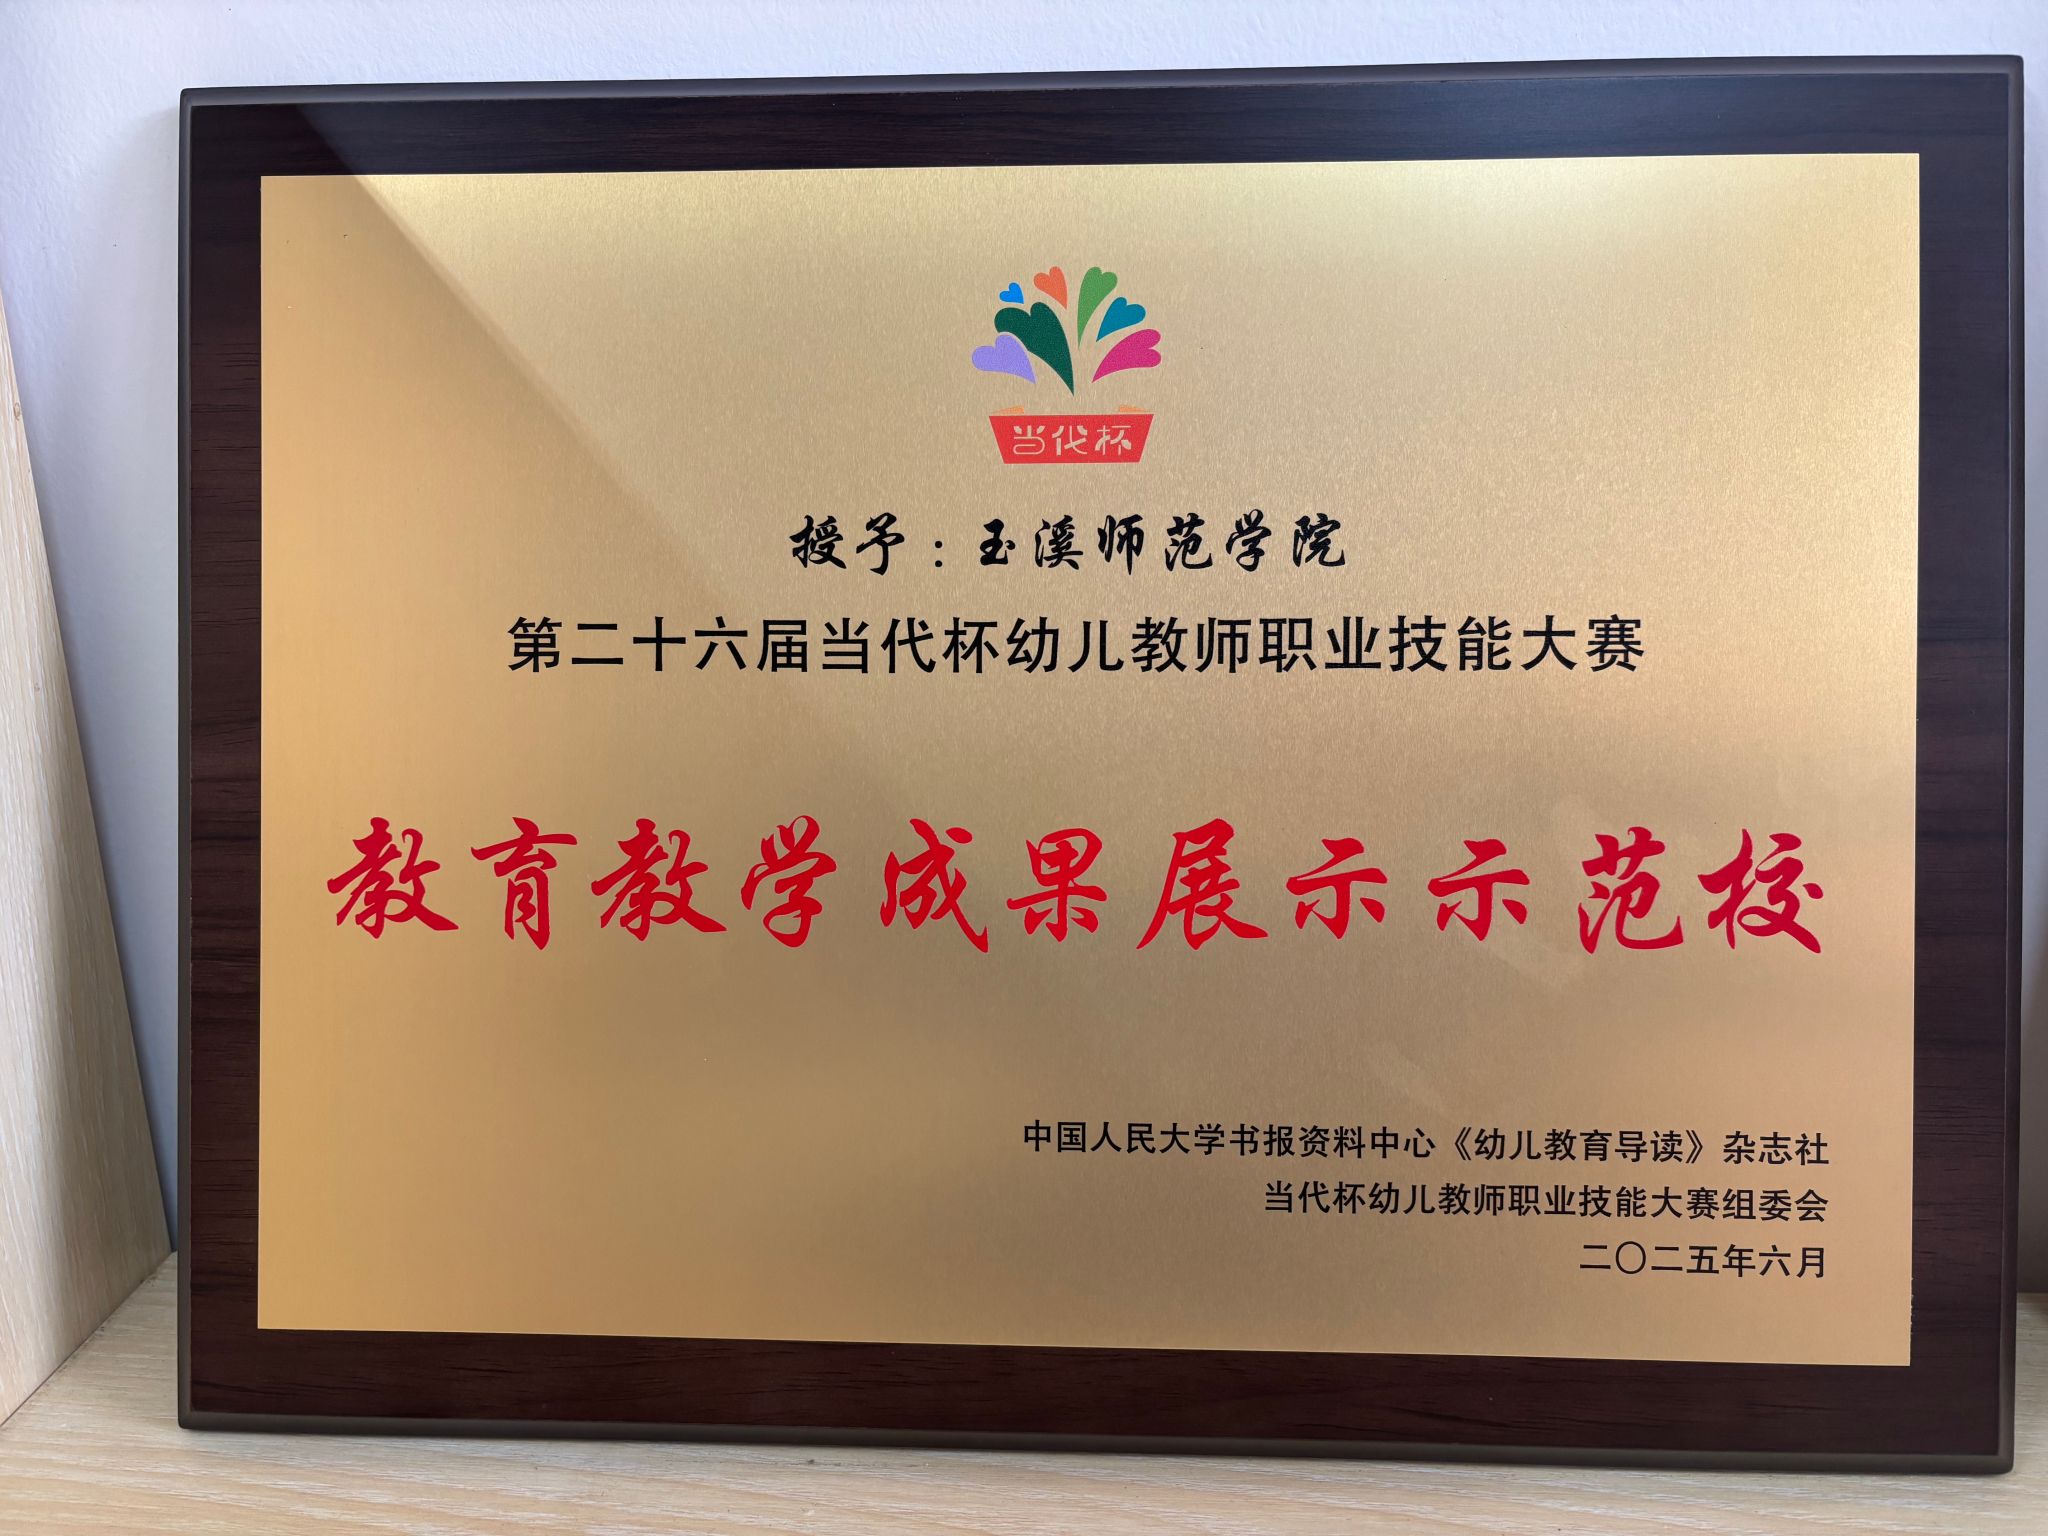 当代杯
授予：玉溪师范学院
第二十六届当代杯幼儿教师职业技能大赛
教育教学成果展示示范校
中国人民大学书报资料中心《幼儿教育导读》杂志社
当代杯幼儿教师职业技能大赛组委会
二〇二五年六月